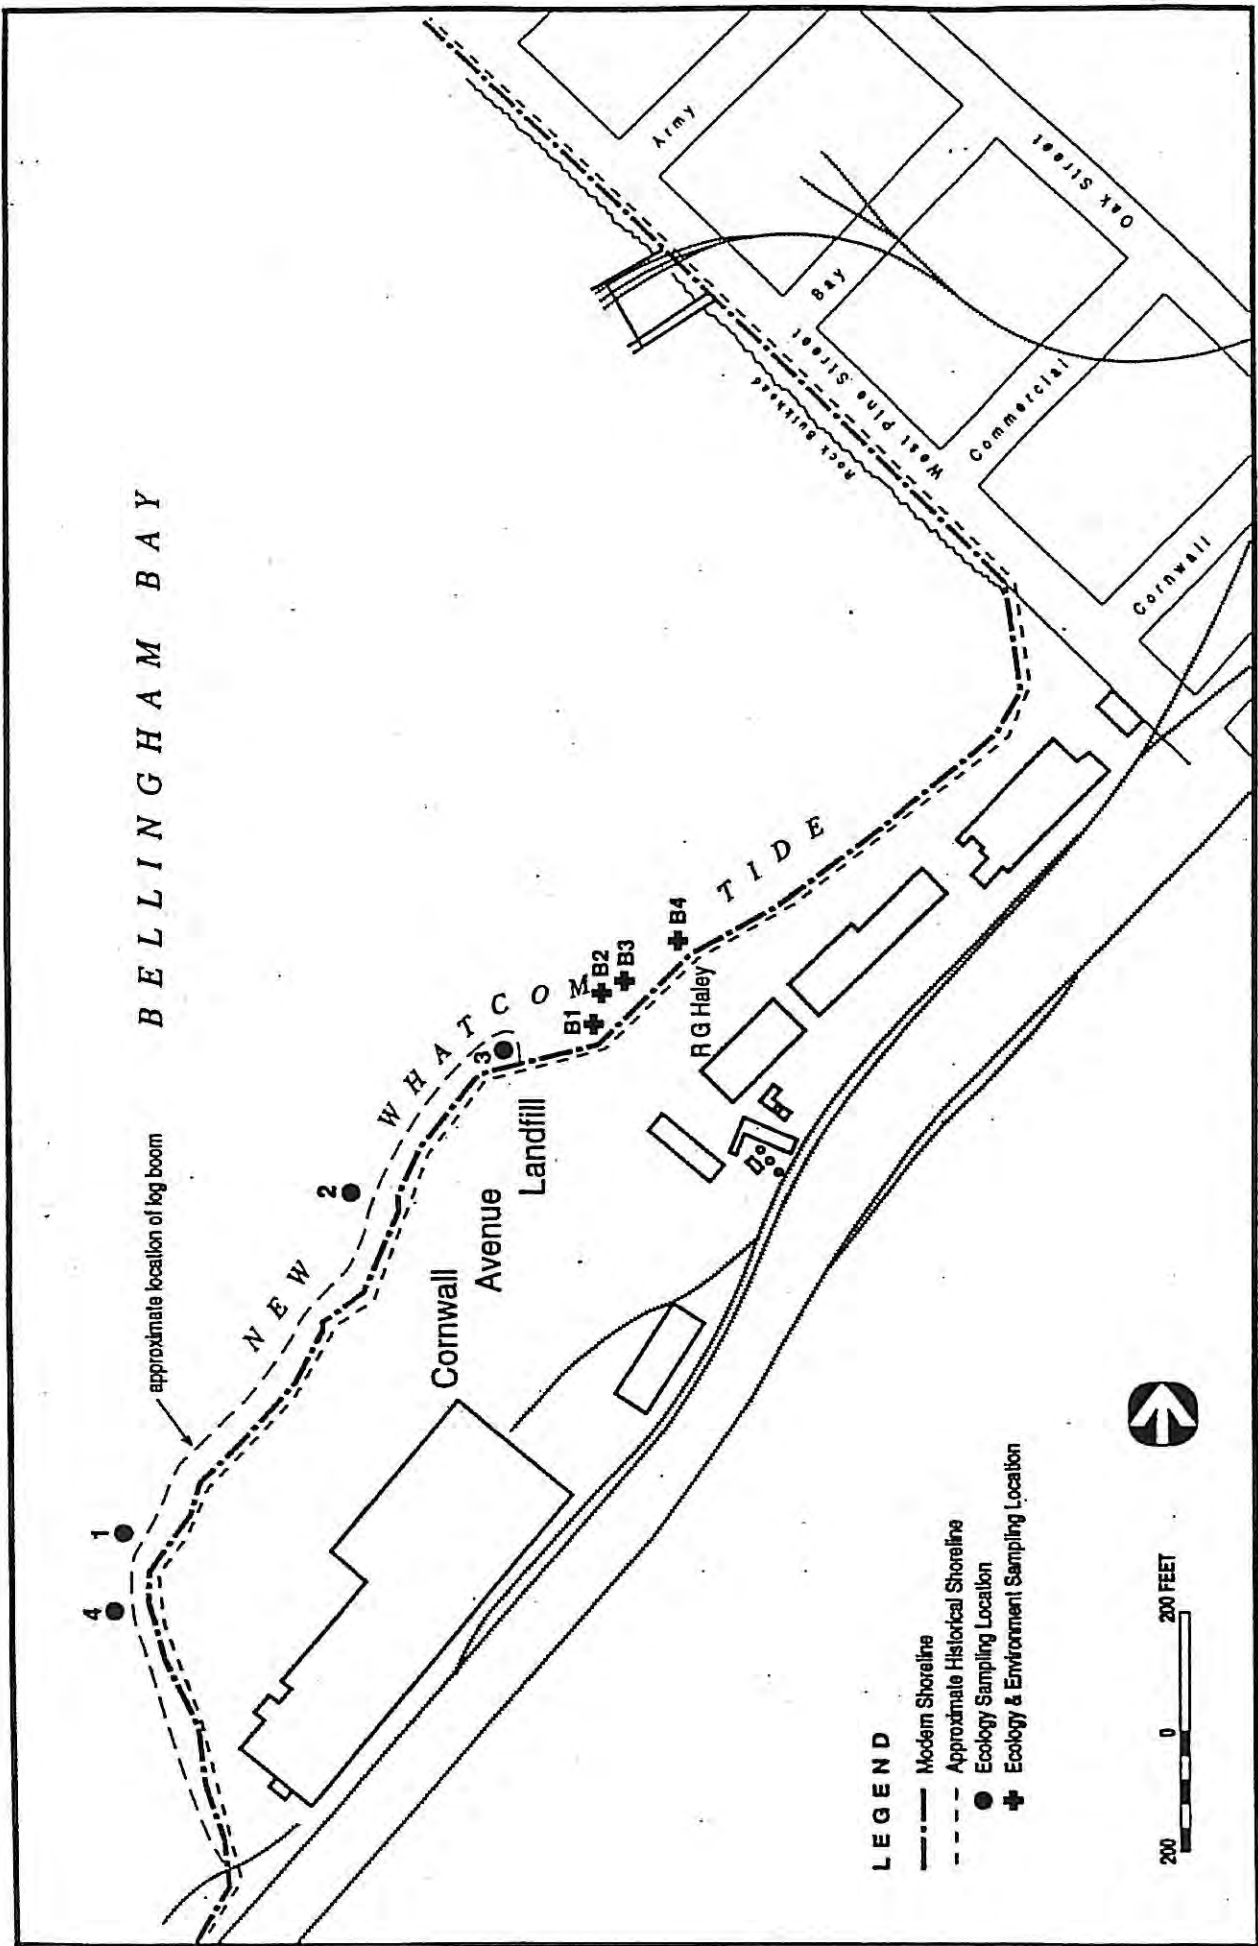 BELLINGHAM BAY
approximate location of log boom
NEW WHATCOM TIDE
1
2
3
4
B1
B2
B3
B4
Cornwall
Avenue
Landfill
R G Haley
Rock Bulkhead
West Pine Street
Army
Bay
Commercial
Cornwall
Oak Street
LEGEND
Modern Shoreline
Approximate Historical Shoreline
Ecology Sampling Location
Ecology & Environment Sampling Location
200 0 200 FEET